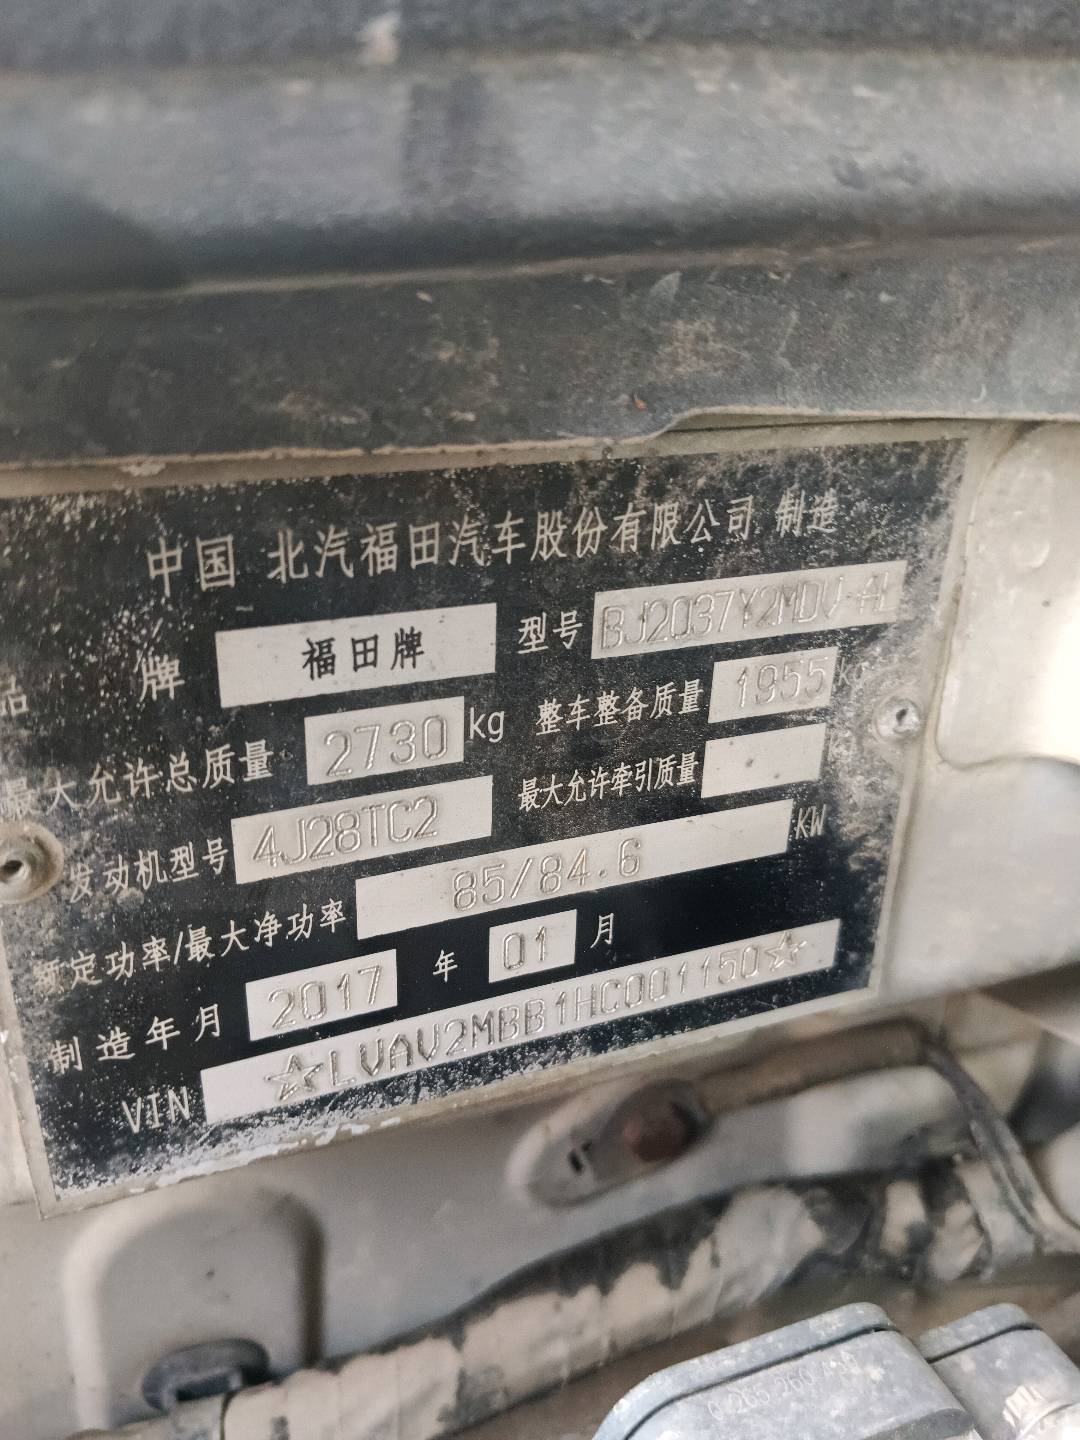 中国 北汽福田汽车股份有限公司 制造
品 牌 福田牌 型号 BJ2037Y2MDV-AL
最大允许总质量 2730 kg 整车整备质量 1955 kg
发动机型号 4J28TC2 最大允许牵引质量
额定功率/最大净功率 85/84.6 KW
制造年月 2017 年 01 月
VIN ☆LVAV2MBB1HC001150☆